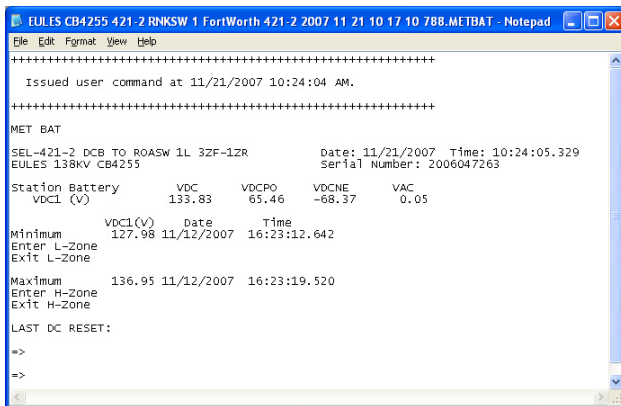 EULES CB4255 421-2 RNKSW 1 FortWorth 421-2 2007 11 21 10 17 10 788.METBAT - Notepad
File Edit Format View Help
++++++++++++++++++++++++++++++++++++++++++++++++++++++++++++
Issued user command at 11/21/2007 10:24:04 AM.
++++++++++++++++++++++++++++++++++++++++++++++++++++++++++++
MET BAT
SEL-421-2 DCB TO ROASW 1L 3ZF-1ZR Date: 11/21/2007 Time: 10:24:05.329
EULES 138KV CB4255 Serial Number: 2006047263
Station Battery VDC VDCPO VDCNE VAC
VDC1 (V) 133.83 65.46 -68.37 0.05
VDC1(V) Date Time
Minimum 127.98 11/12/2007 16:23:12.642
Enter L-Zone
Exit L-Zone
Maximum 136.95 11/12/2007 16:23:19.520
Enter H-Zone
Exit H-Zone
LAST DC RESET:
=>
=>